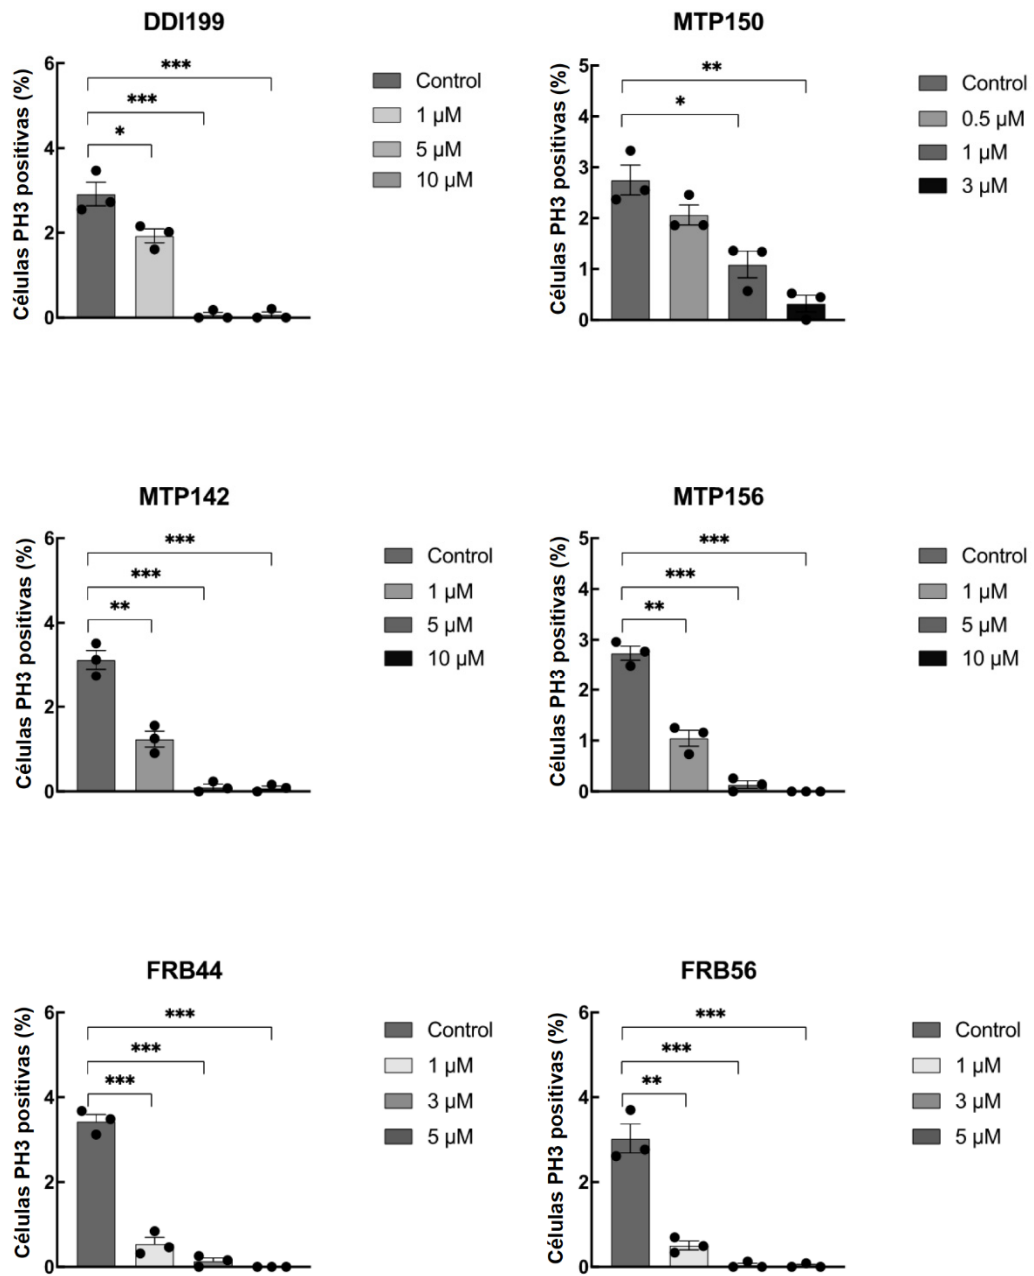 DDI199
Células PH3 positivas (%)
6
4
2
0
***
***
*
Control
1 µM
5 µM
10 µM
MTP150
Células PH3 positivas (%)
5
4
3
2
1
0
**
*
Control
0.5 µM
1 µM
3 µM
MTP142
Células PH3 positivas (%)
6
4
2
0
***
***
**
Control
1 µM
5 µM
10 µM
MTP156
Células PH3 positivas (%)
5
4
3
2
1
0
***
***
**
Control
1 µM
5 µM
10 µM
FRB44
Células PH3 positivas (%)
6
4
2
0
***
***
***
Control
1 µM
3 µM
5 µM
FRB56
Células PH3 positivas (%)
6
4
2
0
***
***
**
Control
1 µM
3 µM
5 µM